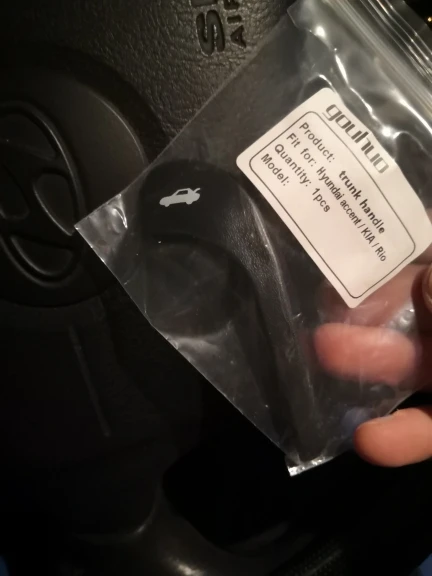 gouhuo
Product: trunk handle
Fit for: Hyundai accent / KIA / Rio
Quantity: 1pcs
Model: